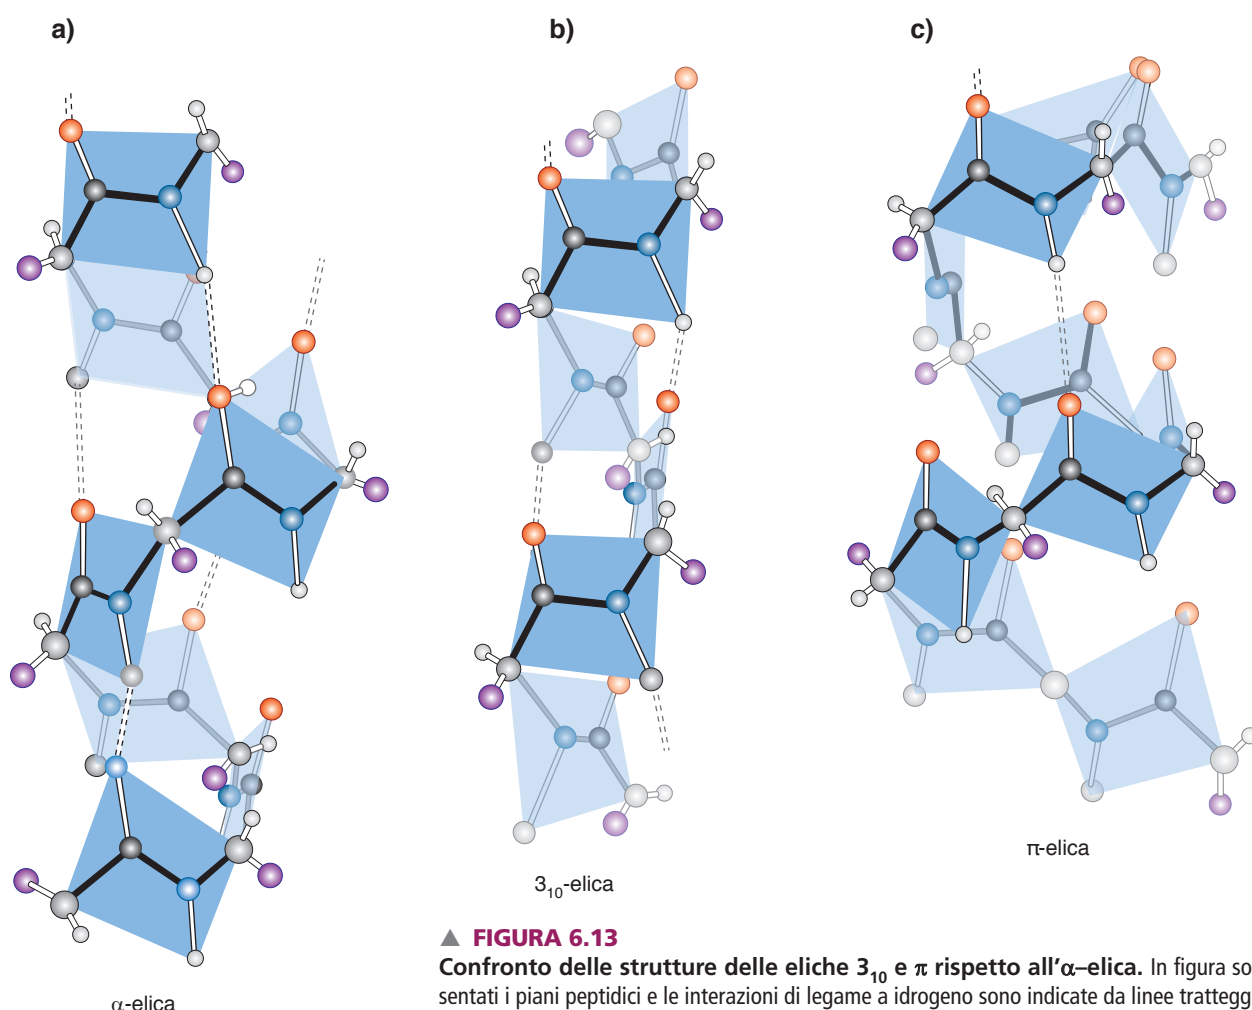 a)
b)
c)
α-elica
3₁₀-elica
π-elica
▲ FIGURA 6.13
Confronto delle strutture delle eliche 3₁₀ e π rispetto all'α–elica. In figura so
sentati i piani peptidici e le interazioni di legame a idrogeno sono indicate da linee trattegg